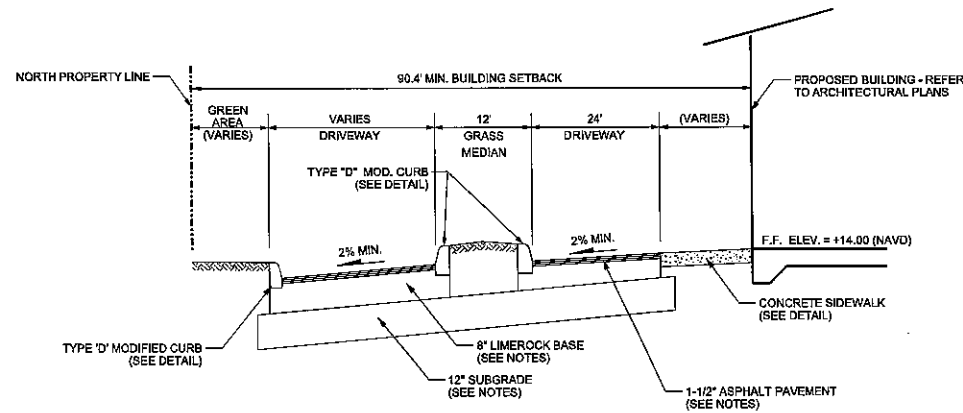 NORTH PROPERTY LINE
90.4' MIN. BUILDING SETBACK
PROPOSED BUILDING - REFER
TO ARCHITECTURAL PLANS
GREEN
AREA
(VARIES)
VARIES
DRIVEWAY
12'
GRASS
MEDIAN
24'
DRIVEWAY
(VARIES)
TYPE "D" MOD. CURB
(SEE DETAIL)
2% MIN.
2% MIN.
F.F. ELEV. = +14.00 (NAVD)
CONCRETE SIDEWALK
(SEE DETAIL)
TYPE 'D' MODIFIED CURB
(SEE DETAIL)
8" LIMEROCK BASE
(SEE NOTES)
12" SUBGRADE
(SEE NOTES)
1-1/2" ASPHALT PAVEMENT
(SEE NOTES)